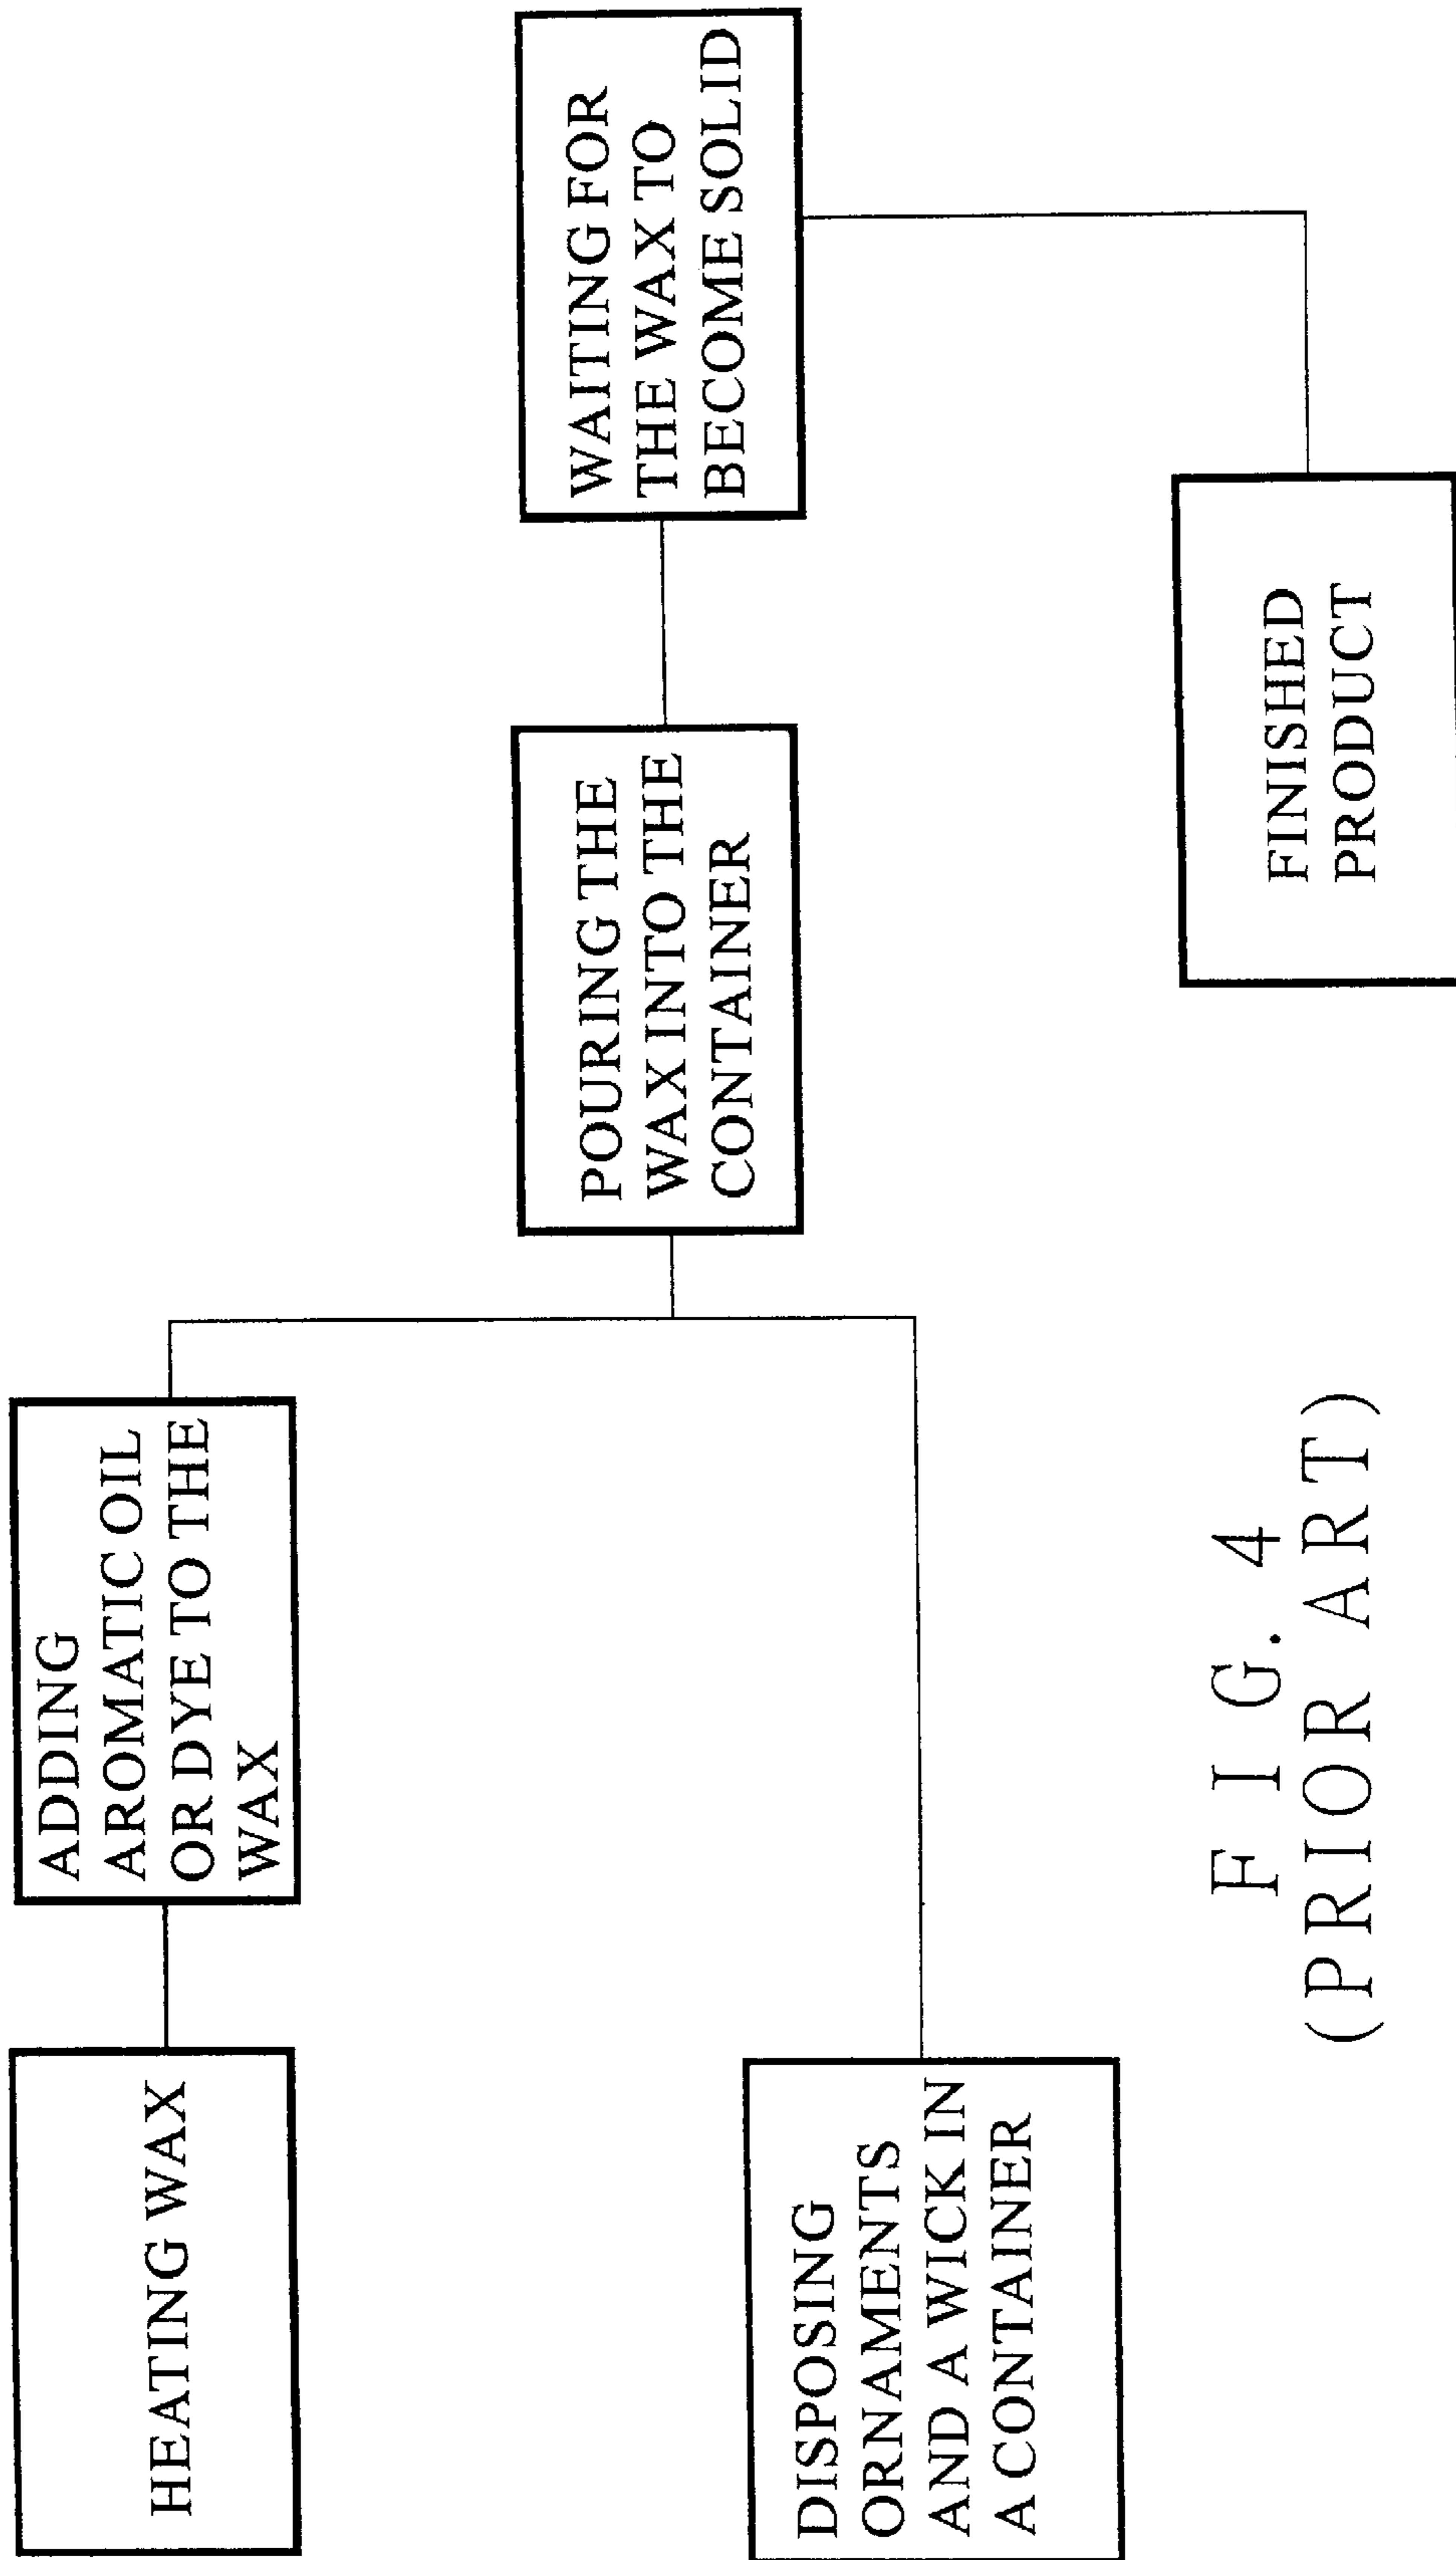 HEATING WAX
ADDING
AROMATIC OIL
OR DYE TO THE
WAX
DISPOSING
ORNAMENTS
AND A WICK IN
A CONTAINER
POURING THE
WAX INTO THE
CONTAINER
WAITING FOR
THE WAX TO
BECOME SOLID
FINISHED
PRODUCT
FIG. 4
(PRIOR ART)